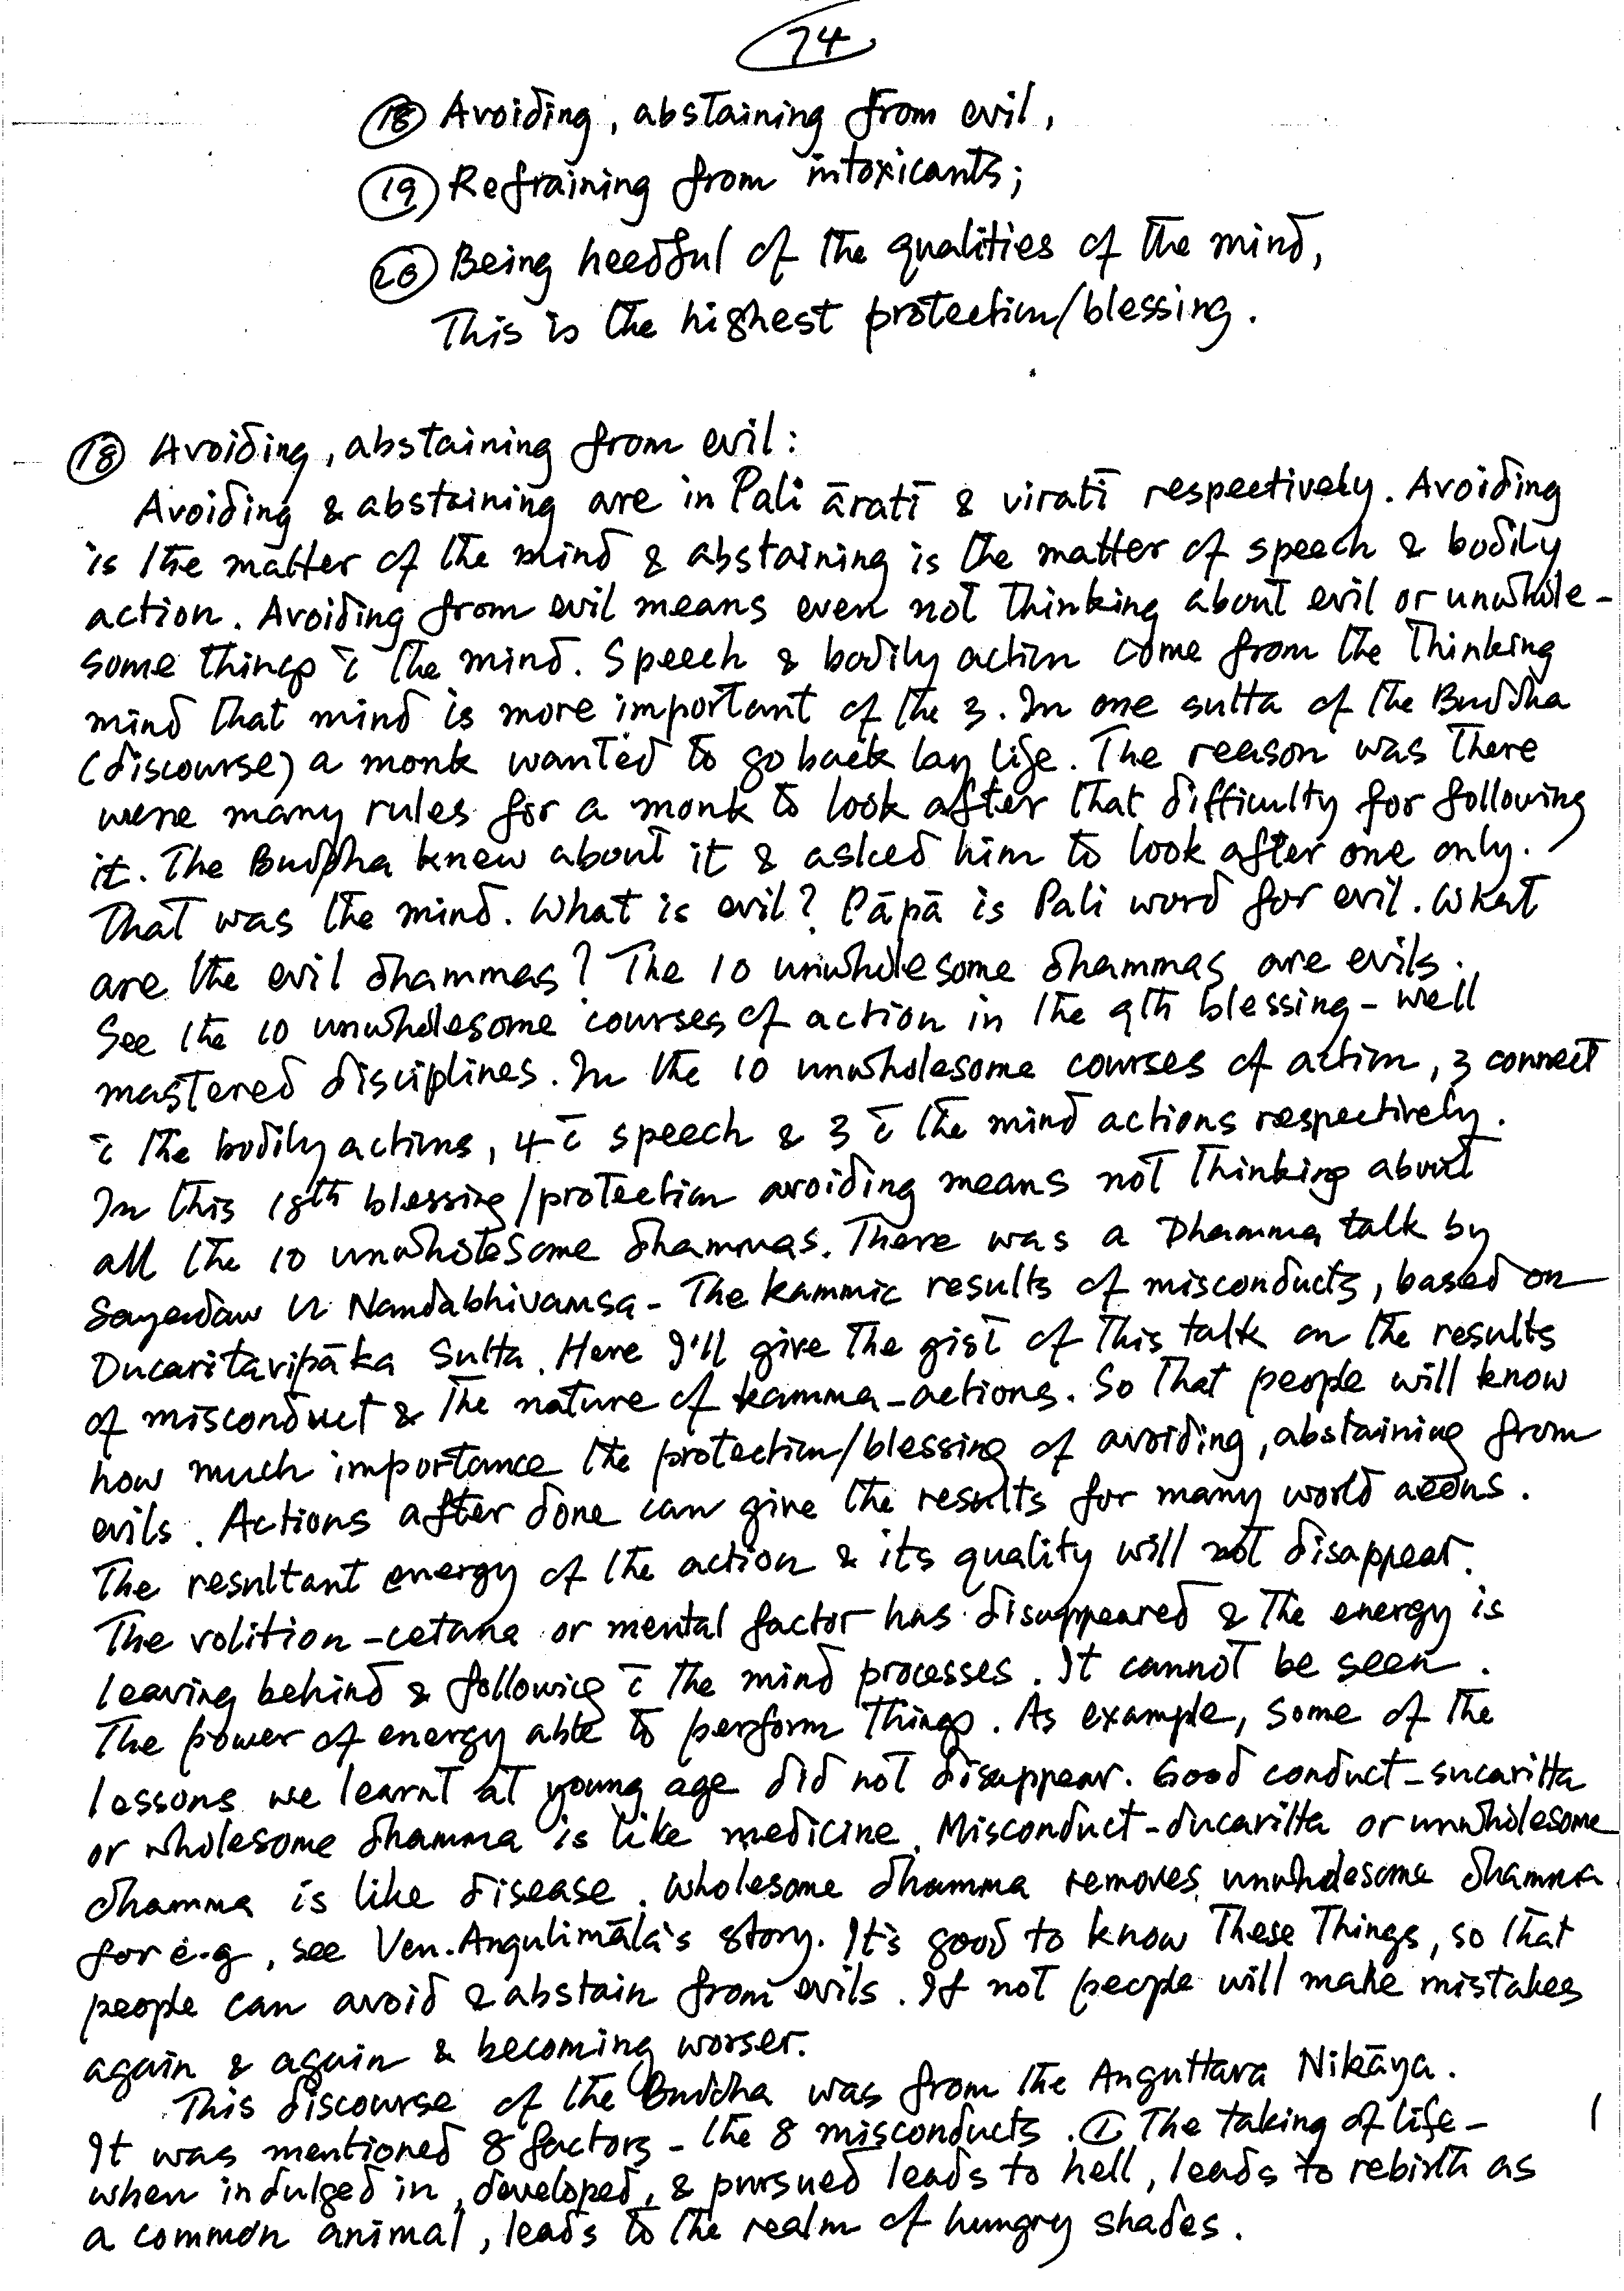 74
⑱ Avoiding, abstaining from evil,
⑲ Refraining from intoxicants;
⑳ Being heedful of the qualities of the mind,
This is the highest protection/blessing.
⑱ Avoiding, abstaining from evil:
Avoiding & abstaining are in Pali āratī & viratī respectively. Avoiding
is the matter of the mind & abstaining is the matter of speech & bodily
action. Avoiding from evil means even not thinking about evil or unwhole-
some things c̄ the mind. Speech & bodily action come from the thinking
mind that mind is more important of the 3. In one sutta of the Buddha
(discourse) a monk wanted to go back lay life. The reason was there
were many rules for a monk to look after that difficulty for following
it. The Buddha knew about it & asked him to look after one only.
That was the mind. What is evil? Pāpā is Pali word for evil. What
are the evil dhammas? The 10 unwholesome dhammas are evils.
See the 10 unwholesome courses of action in the 9th blessing - well
mastered disciplines. In the 10 unwholesome courses of action, 3 connect
c̄ the bodily actions, 4 c̄ speech & 3 c̄ the mind actions respectively.
In this 18th blessing/protection avoiding means not thinking about
all the 10 unwholesome dhammas. There was a Dhamma talk by
Sayadaw U Nandabhivamsa - The kammic results of misconducts, based on
Ducaritavipāka Sutta. Here I'll give the gist of this talk on the results
of misconduct & the nature of kamma-actions. So that people will know
how much importance the protection/blessing of avoiding, abstaining from
evils. Actions after done can give the results for many world aeons.
The resultant energy of the action & its quality will not disappear.
The volition-cetana or mental factor has disappeared & the energy is
leaving behind & following c̄ the mind processes. It cannot be seen.
The power of energy able to perform things. As example, some of the
lessons we learnt at young age did not disappear. Good conduct-sucaritta
or wholesome dhamma is like medicine. Misconduct-ducaritta or unwholesome
dhamma is like disease. Wholesome dhamma removes unwholesome dhamma.
for e.g, see Ven. Angulimāla's story. It's good to know these things, so that
people can avoid & abstain from evils. If not people will make mistakes
again & again & becoming worser.
This discourse of the Buddha was from the Anguttara Nikāya.
It was mentioned 8 factors - the 8 misconducts. ① The taking of life -
when indulged in, developed, & pursued leads to hell, leads to rebirth as
a common animal, leads to the realm of hungry shades.